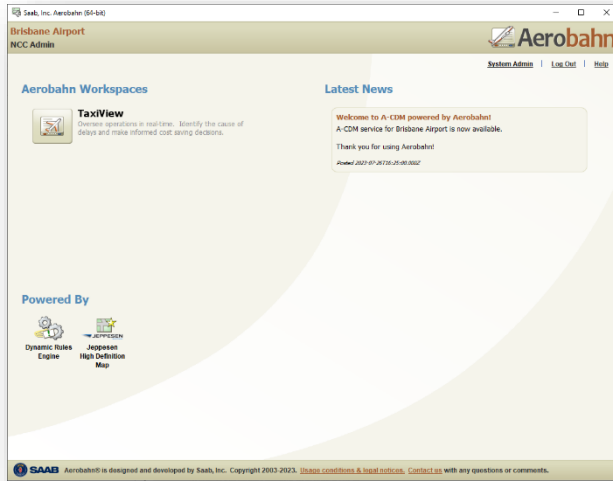 Saab, Inc. Aerobahn (64-bit)
Brisbane Airport
NCC Admin
Aerobahn
System Admin | Log Out | Help
Aerobahn Workspaces
TaxiView
Oversee operations in real-time. Identify the cause of
delays and make informed cost saving decisions.
Latest News
Welcome to A-CDM powered by Aerobahn!
A-CDM service for Brisbane Airport is now available.
Thank you for using Aerobahn!
Posted 2023-07-26T16:25:00.000Z
Powered By
Dynamic Rules
Engine
JEPPESEN
Jeppesen
High Definition
Map
SAAB Aerobahn® is designed and developed by Saab, Inc. Copyright 2003-2023. Usage conditions & legal notices. Contact us with any questions or comments.